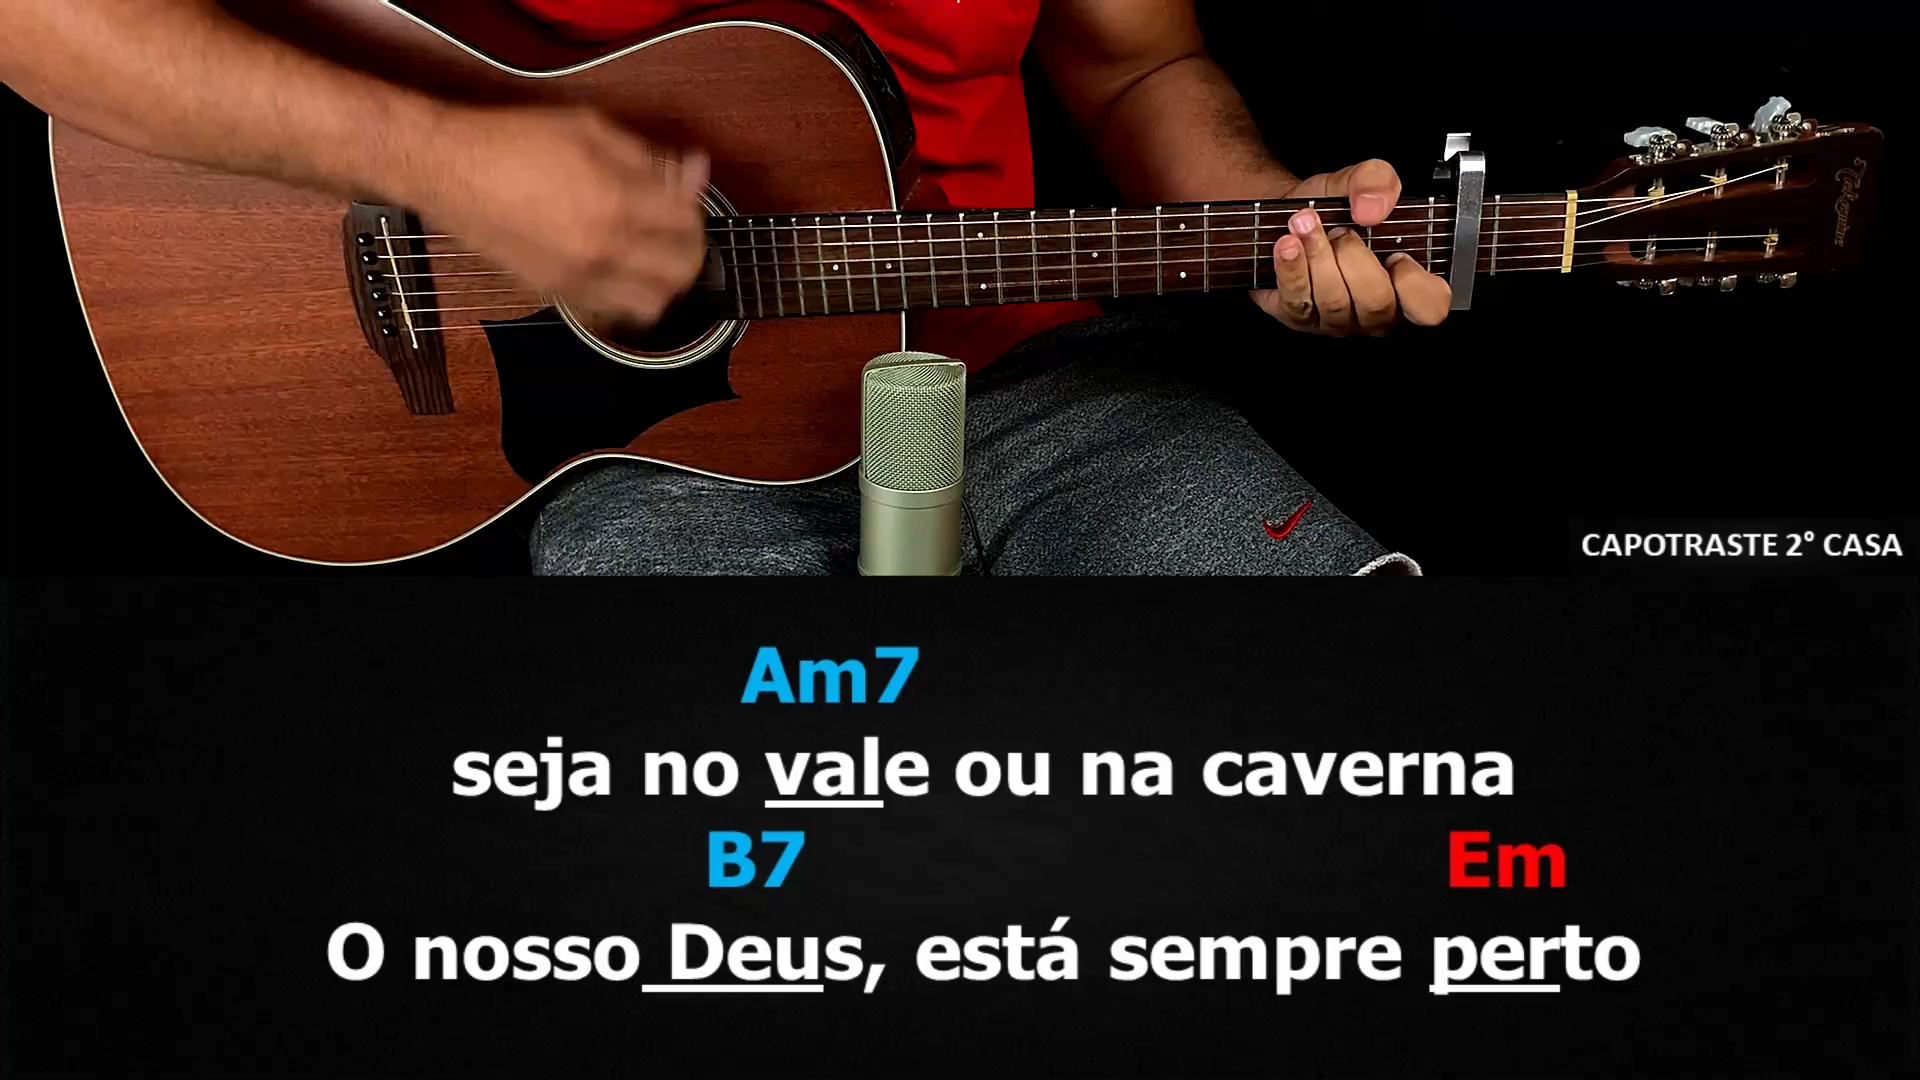 CAPOTRASTE 2° CASA
Am7
seja no vale ou na caverna
B7 Em
O nosso Deus, está sempre perto